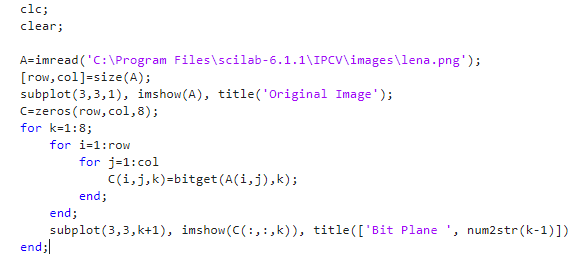 clc;
clear;
A=imread('C:\Program Files\scilab-6.1.1\IPCV\images\lena.png');
[row,col]=size(A);
subplot(3,3,1), imshow(A), title('Original Image');
C=zeros(row,col,8);
for k=1:8;
    for i=1:row
        for j=1:col
            C(i,j,k)=bitget(A(i,j),k);
        end;
    end;
    subplot(3,3,k+1), imshow(C(:,:,k)), title(['Bit Plane ', num2str(k-1)])
end;